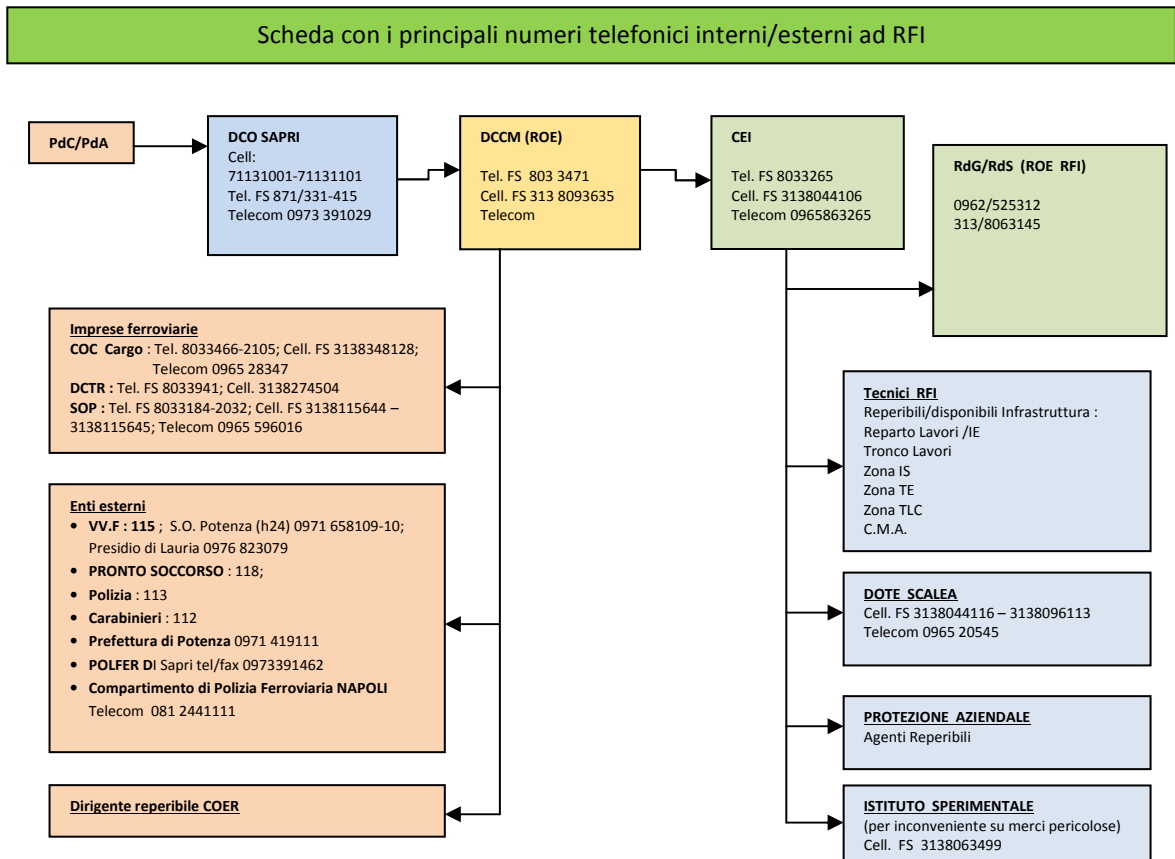 Scheda con i principali numeri telefonici interni/esterni ad RFI
PdC/PdA
DCO SAPRI
Cell:
71131001-71131101
Tel. FS 871/331-415
Telecom 0973 391029
DCCM (ROE)
Tel. FS 803 3471
Cell. FS 313 8093635
Telecom
CEI
Tel. FS 8033265
Cell. FS 3138044106
Telecom 0965863265
RdG/RdS (ROE RFI)
0962/525312
313/8063145
Imprese ferroviarie
COC Cargo : Tel. 8033466-2105; Cell. FS 3138348128;
Telecom 0965 28347
DCTR : Tel. FS 8033941; Cell. 3138274504
SOP : Tel. FS 8033184-2032; Cell. FS 3138115644 –
3138115645; Telecom 0965 596016
Enti esterni
• VV.F : 115 ; S.O. Potenza (h24) 0971 658109-10;
Presidio di Lauria 0976 823079
• PRONTO SOCCORSO : 118;
• Polizia : 113
• Carabinieri : 112
• Prefettura di Potenza 0971 419111
• POLFER DI Sapri tel/fax 0973391462
• Compartimento di Polizia Ferroviaria NAPOLI
Telecom 081 2441111
Dirigente reperibile COER
Tecnici RFI
Reperibili/disponibili Infrastruttura :
Reparto Lavori /IE
Tronco Lavori
Zona IS
Zona TE
Zona TLC
C.M.A.
DOTE SCALEA
Cell. FS 3138044116 – 3138096113
Telecom 0965 20545
PROTEZIONE AZIENDALE
Agenti Reperibili
ISTITUTO SPERIMENTALE
(per inconveniente su merci pericolose)
Cell. FS 3138063499